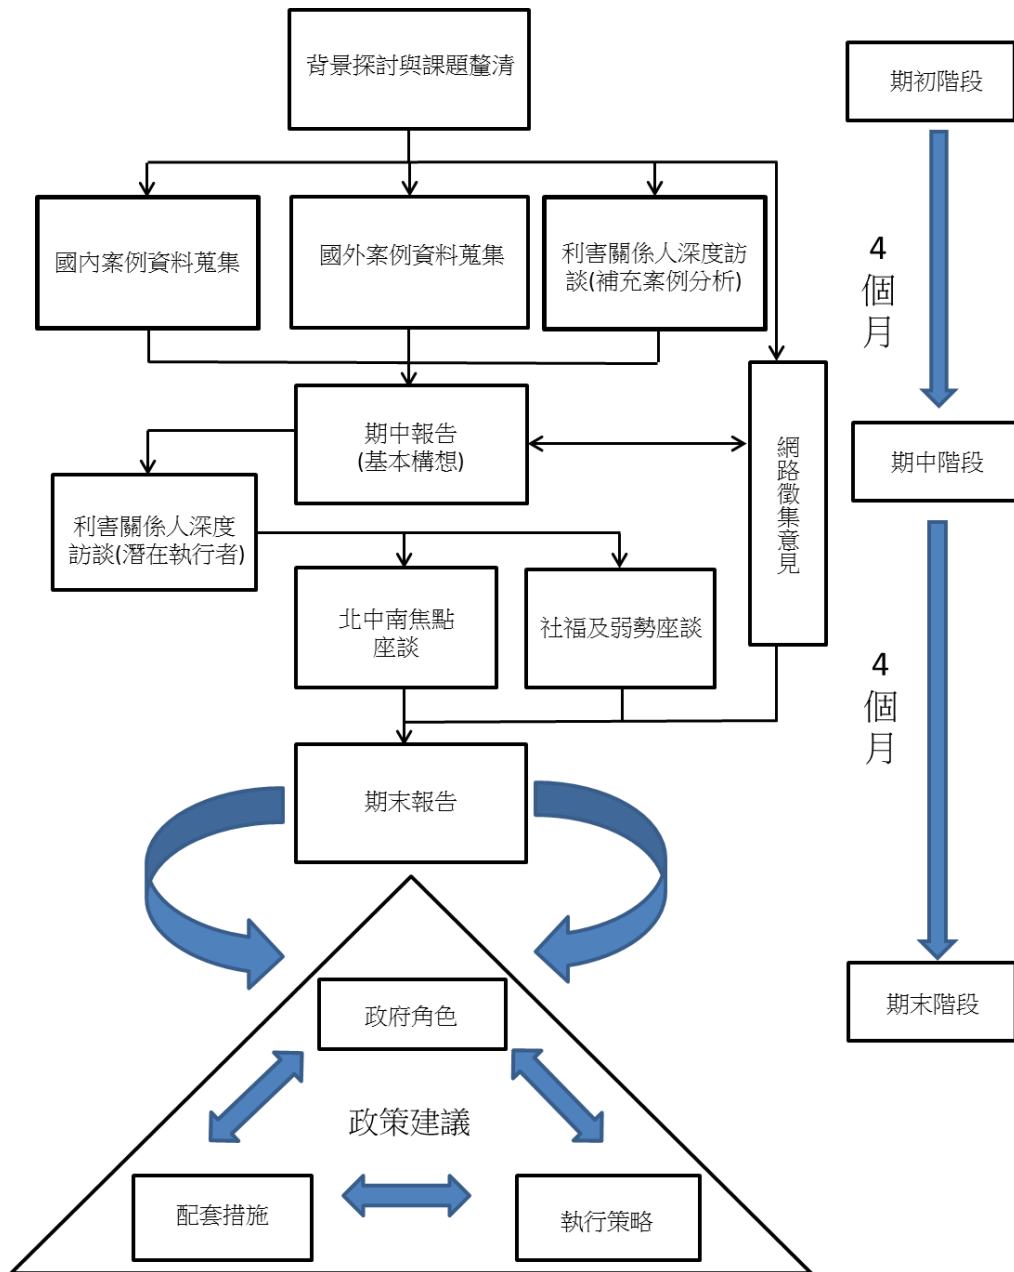 背景探討與課題釐清
期初階段
國內案例資料蒐集
國外案例資料蒐集
利害關係人深度訪
談(補充案例分析)
4
個
月
期中報告
(基本構想)
網路徵集意見
期中階段
利害關係人深度
訪談(潛在執行者)
北中南焦點
座談
社福及弱勢座談
4
個
月
期末報告
期末階段
政府角色
政策建議
配套措施
執行策略